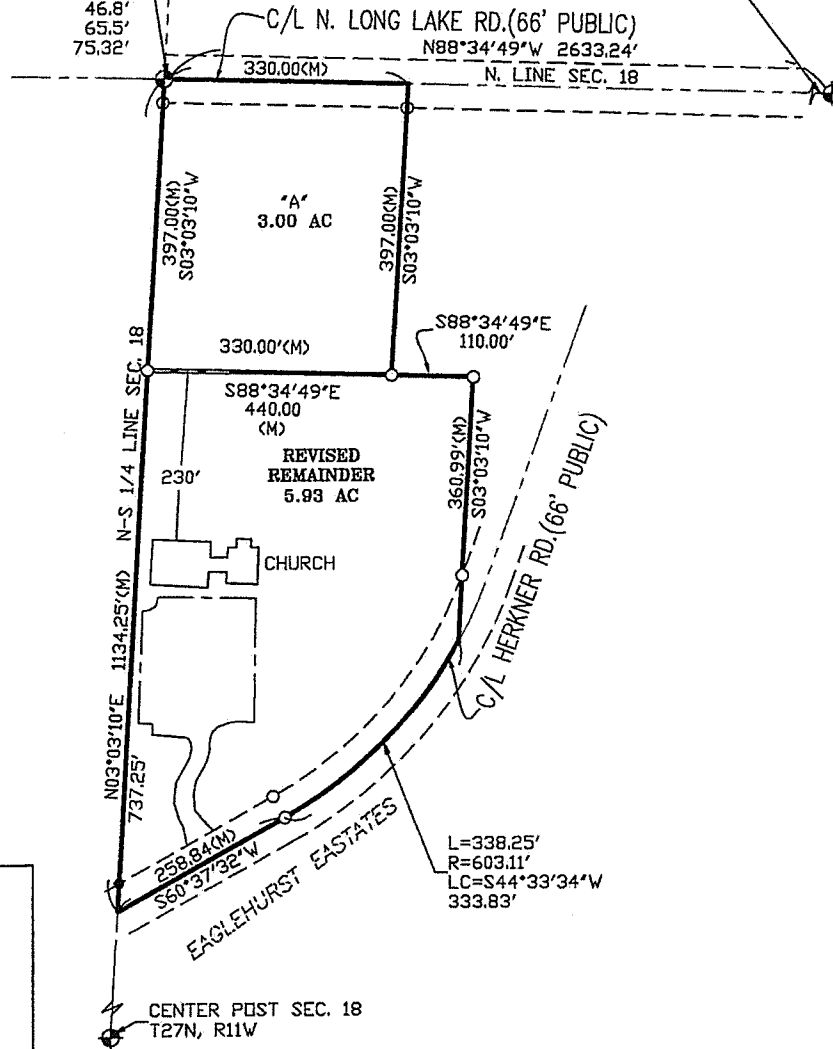 46.8'
65.5'
75.32'
C/L N. LONG LAKE RD.(66' PUBLIC)
N88°34'49"W 2633.24'
330.00(M)
N. LINE SEC. 18
397.00(M)
S03°03'10"W
"A"
3.00 AC
397.00(M)
S03°03'10"W
S88°34'49"E
110.00'
330.00'(M)
S88°34'49"E
440.00
(M)
REVISED
REMAINDER
5.93 AC
360.99'(M)
S03°03'10"W
230'
CHURCH
N03°03'10"E 1134.25'(M) N-S 1/4 LINE SEC. 18
737.25'
C/L HERKNER RD.(66' PUBLIC)
258.84(M)
S60°37'32"W
EAGLEHURST EASTATES
L=338.25'
R=603.11'
LC=S44°33'34"W
333.83'
CENTER POST SEC. 18
T27N, R11W